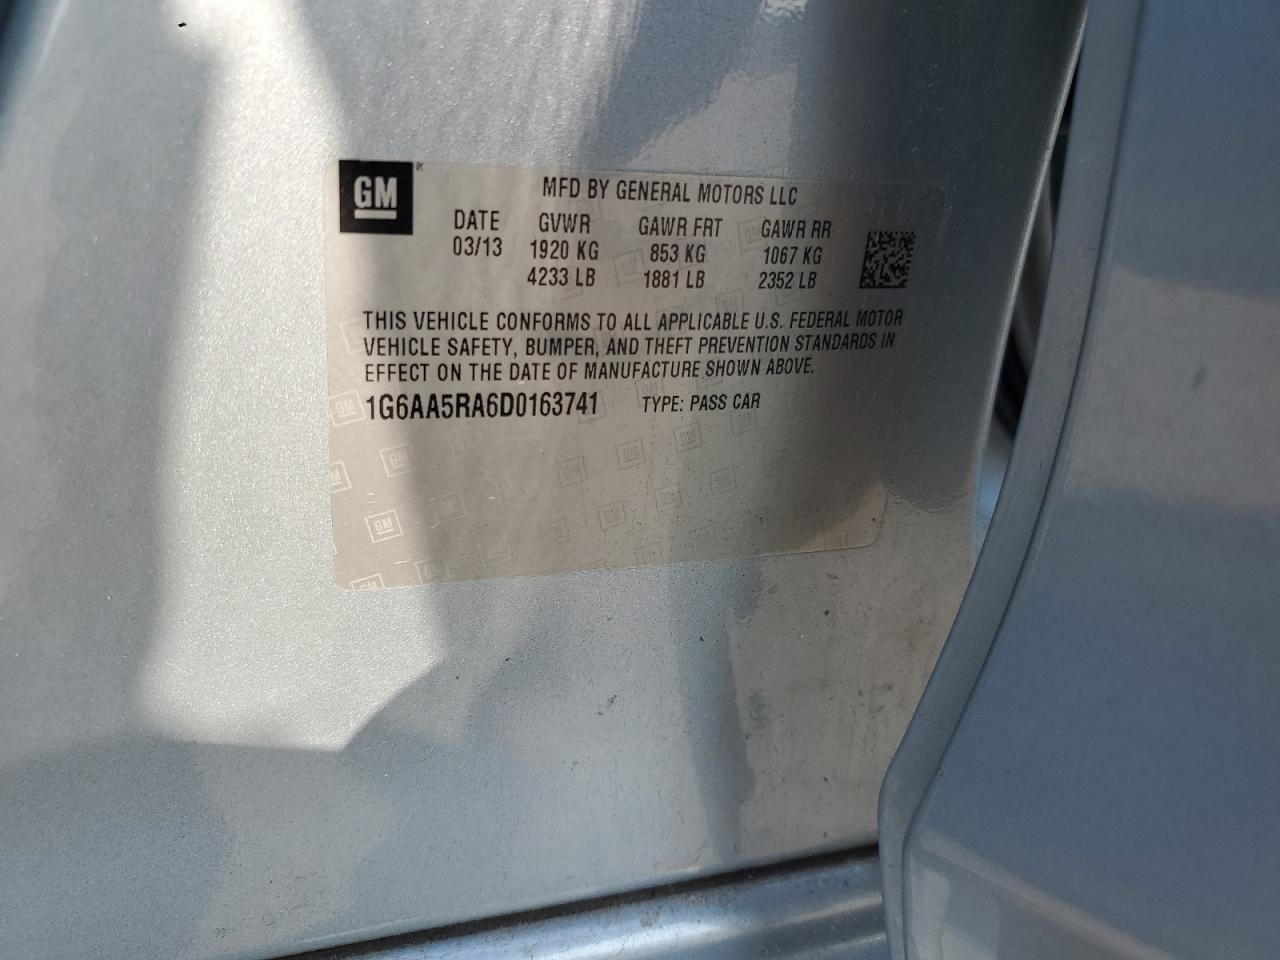 GM
MFD BY GENERAL MOTORS LLC
DATE GVWR GAWR FRT GAWR RR
03/13 1920 KG 853 KG 1067 KG
4233 LB 1881 LB 2352 LB
THIS VEHICLE CONFORMS TO ALL APPLICABLE U.S. FEDERAL MOTOR
VEHICLE SAFETY, BUMPER, AND THEFT PREVENTION STANDARDS IN
EFFECT ON THE DATE OF MANUFACTURE SHOWN ABOVE.
1G6AA5RA6D0163741 TYPE: PASS CAR